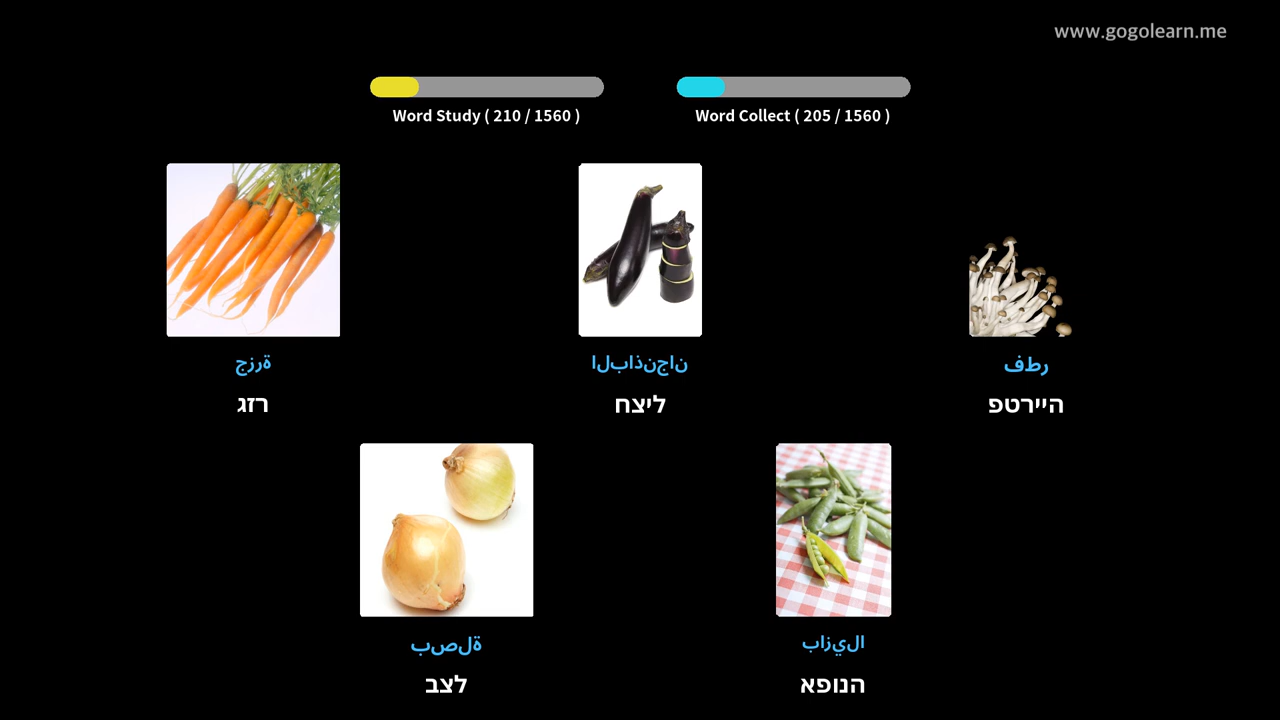 www.gogolearn.me
Word Study ( 210 / 1560 )
Word Collect ( 205 / 1560 )
ةرزج
רזג
ناجنذابلا
ליצח
رطف
היירטפ
ةلصب
לצב
اليزاب
הנופא